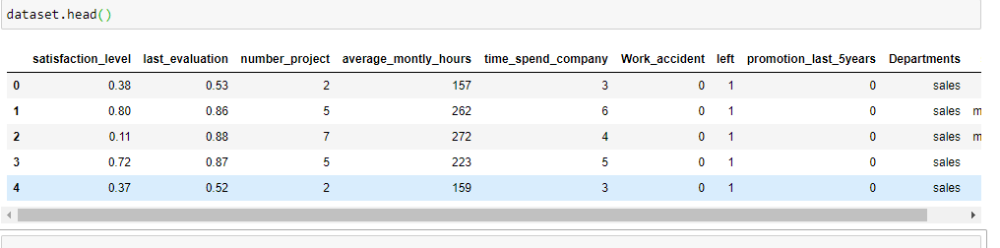 dataset.head()
satisfaction_level last_evaluation number_project average_montly_hours time_spend_company Work_accident left promotion_last_5years Departments
0 0.38 0.53 2 157 3 0 1 0 sales
1 0.80 0.86 5 262 6 0 1 0 sales m
2 0.11 0.88 7 272 4 0 1 0 sales m
3 0.72 0.87 5 223 5 0 1 0 sales
4 0.37 0.52 2 159 3 0 1 0 sales